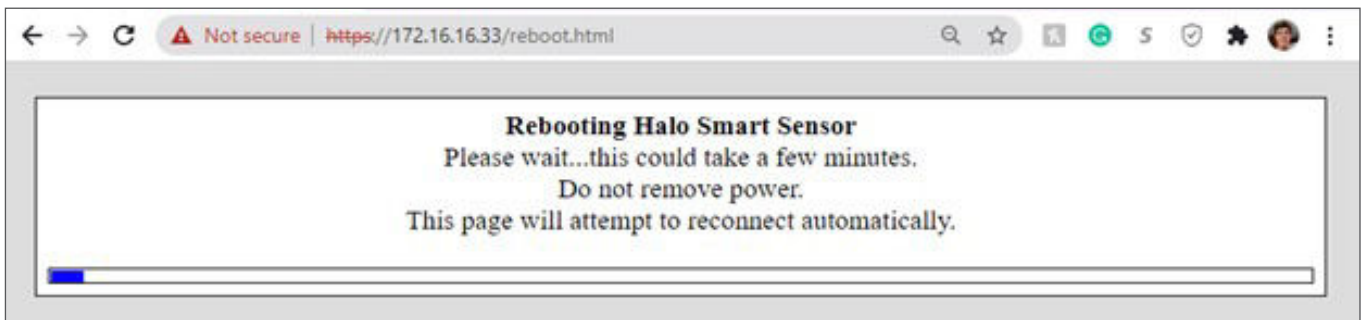 Not secure | https://172.16.16.33/reboot.html
Rebooting Halo Smart Sensor
Please wait...this could take a few minutes.
Do not remove power.
This page will attempt to reconnect automatically.